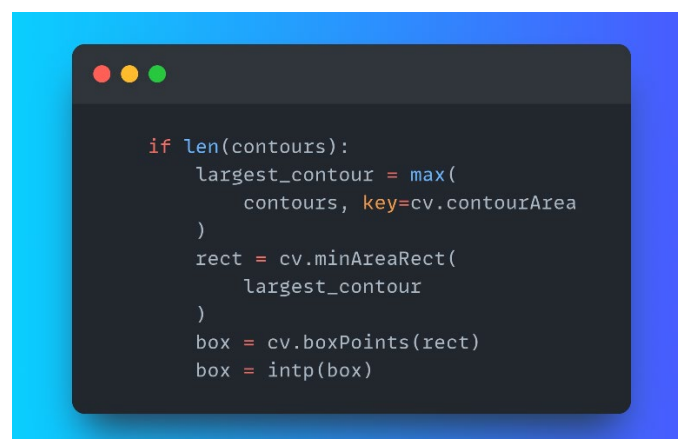 if len(contours):
    largest_contour = max(
        contours, key=cv.contourArea
    )
    rect = cv.minAreaRect(
        largest_contour
    )
    box = cv.boxPoints(rect)
    box = intp(box)